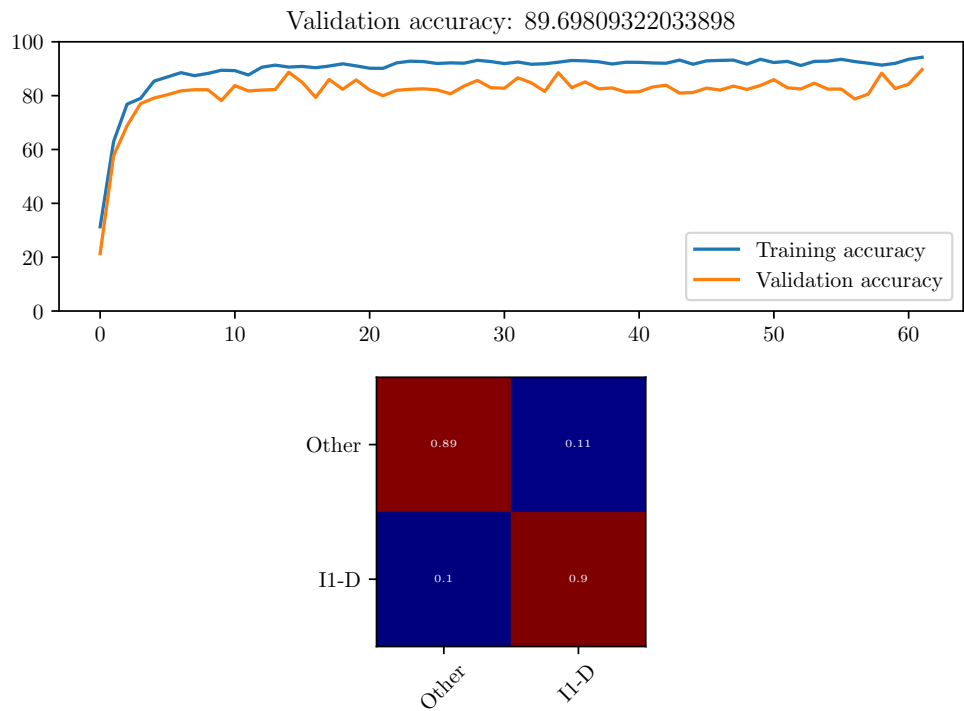 Validation accuracy: 89.69809322033898
100
80
60
40
20
0
Training accuracy
Validation accuracy
0 10 20 30 40 50 60
Other 0.89 0.11
I1-D 0.1 0.9
Other I1-D